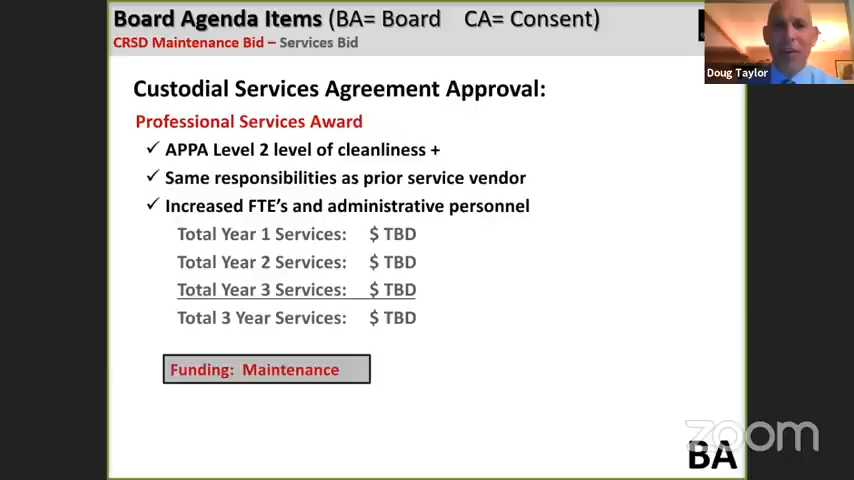 Board Agenda Items (BA= Board CA= Consent)
CRSD Maintenance Bid – Services Bid
Doug Taylor
Custodial Services Agreement Approval:
Professional Services Award
✓ APPA Level 2 level of cleanliness +
✓ Same responsibilities as prior service vendor
✓ Increased FTE's and administrative personnel
Total Year 1 Services: $ TBD
Total Year 2 Services: $ TBD
Total Year 3 Services: $ TBD
Total 3 Year Services: $ TBD
Funding: Maintenance
zoom
BA